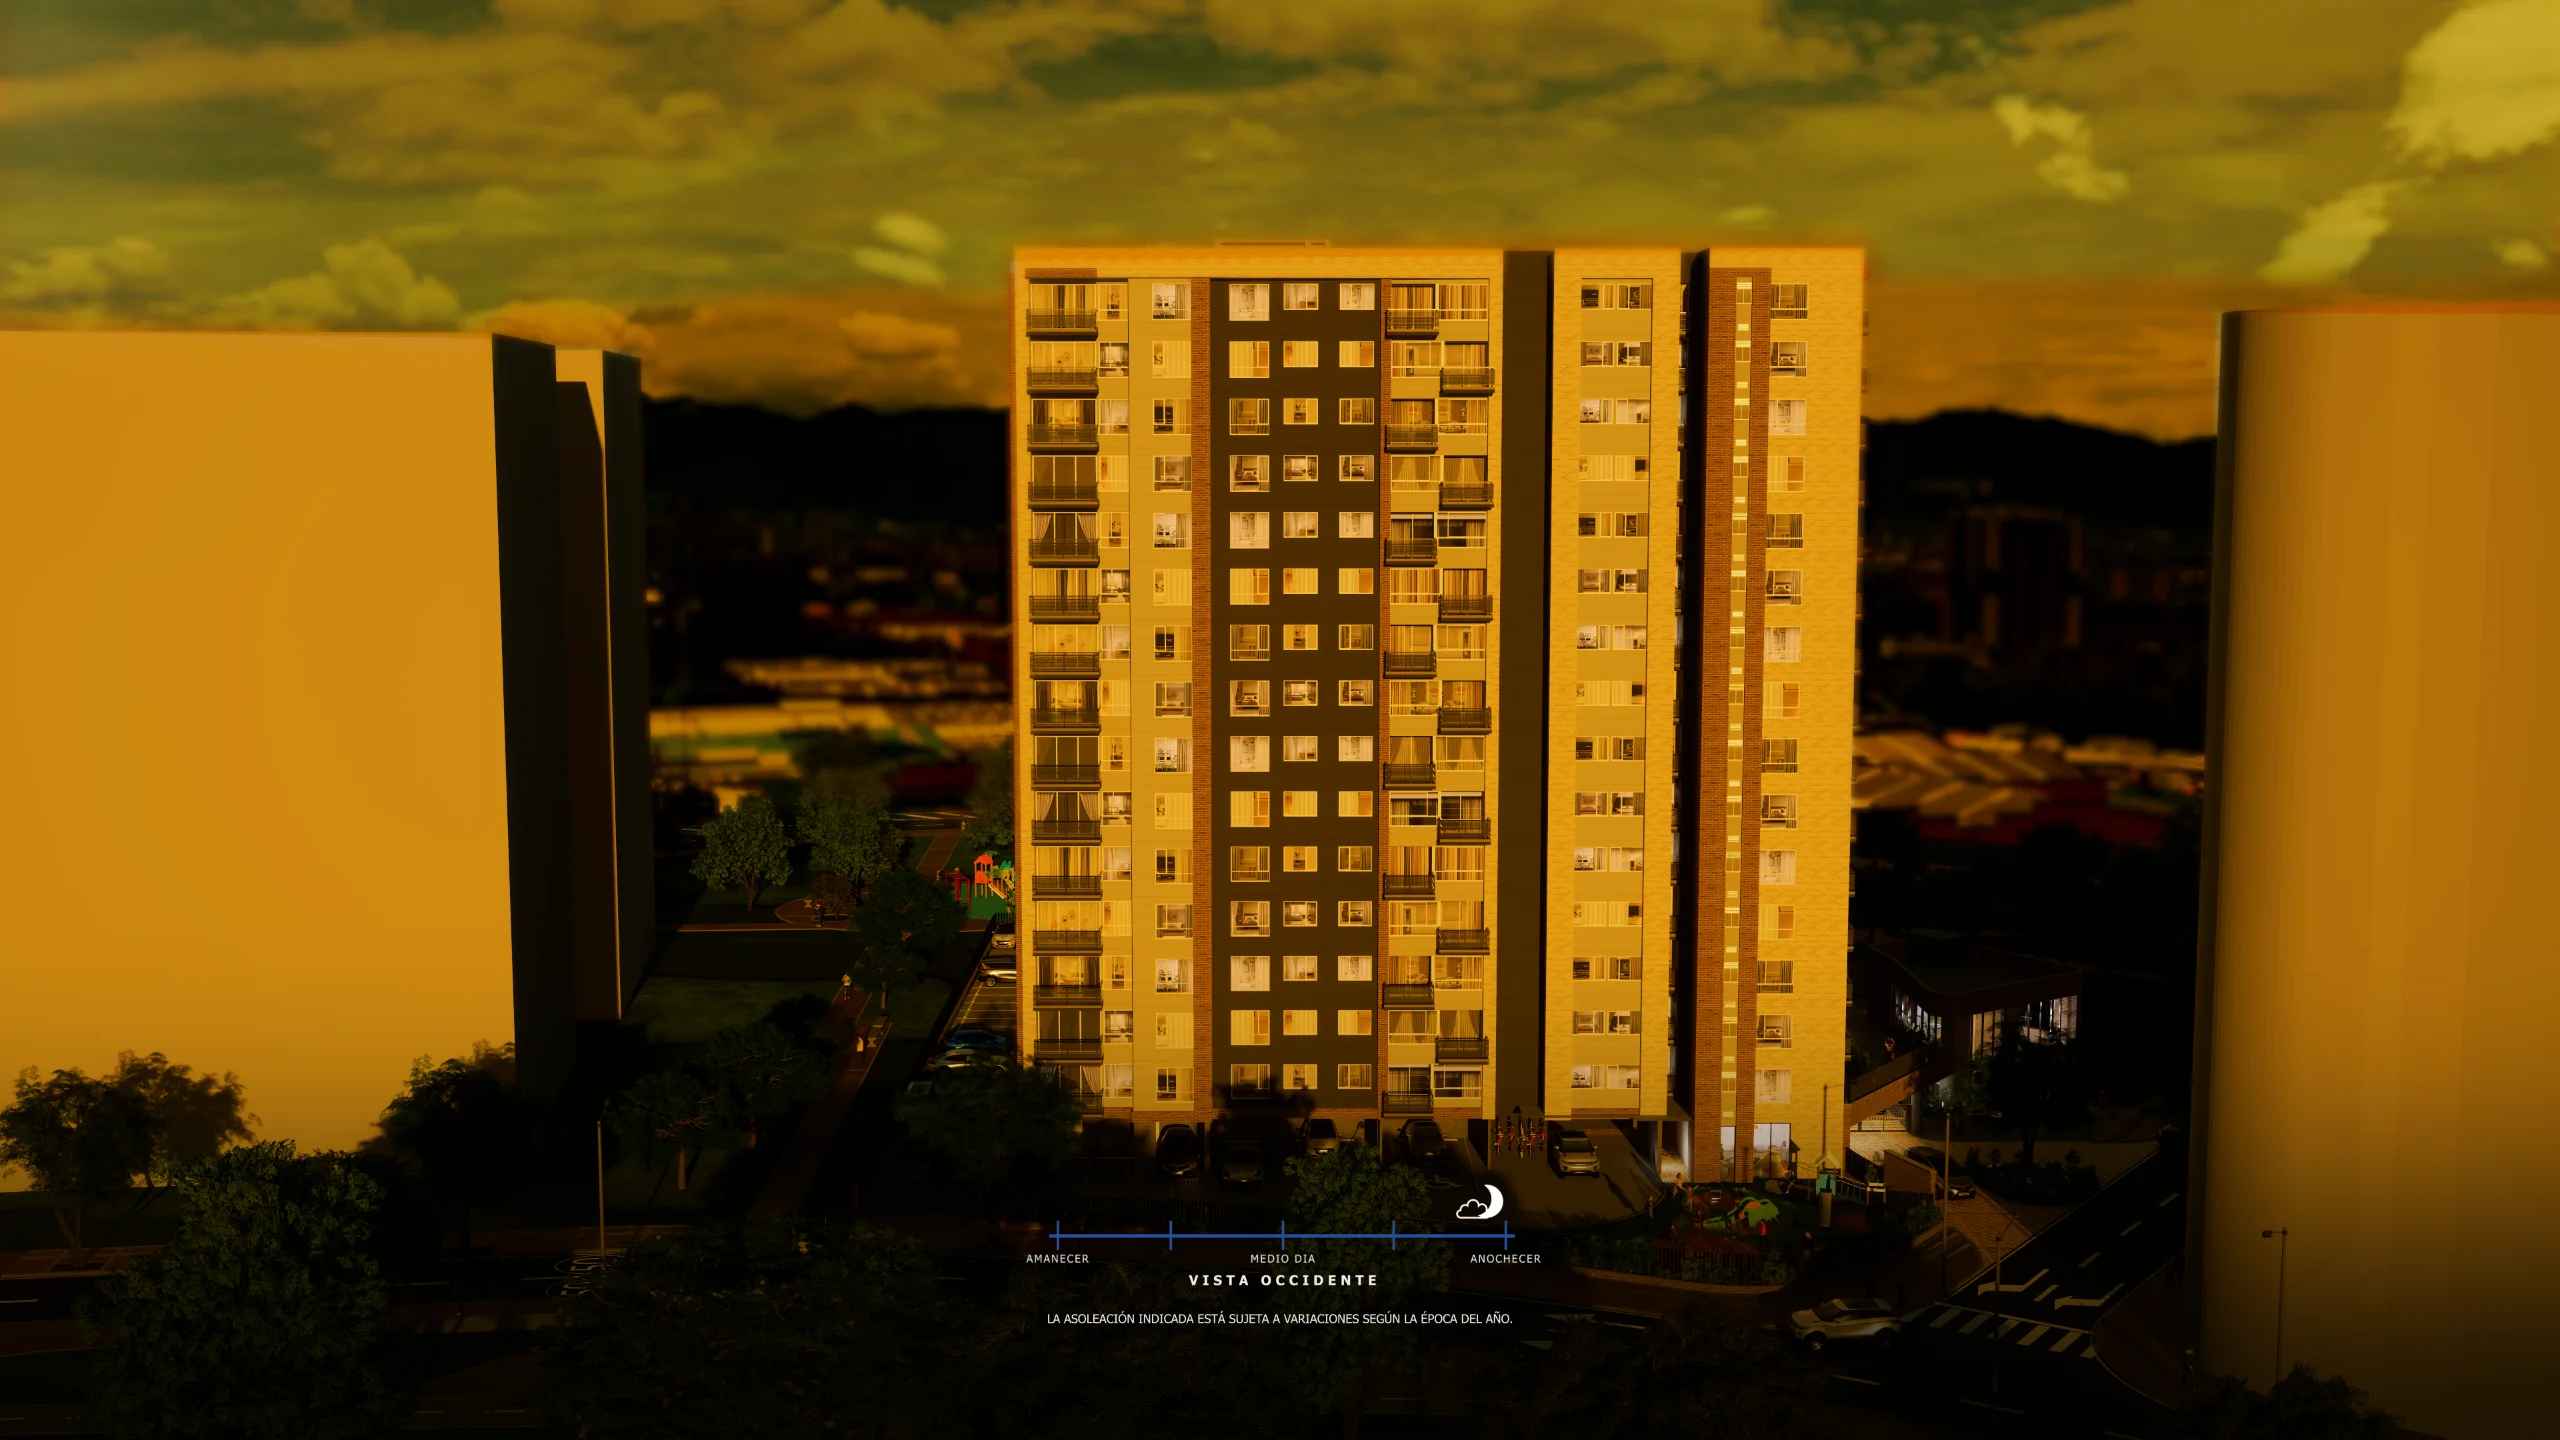 AMANECER MEDIO DIA ANOCHECER
VISTA OCCIDENTE
LA ASOLEACIÓN INDICADA ESTÁ SUJETA A VARIACIONES SEGÚN LA ÉPOCA DEL AÑO.